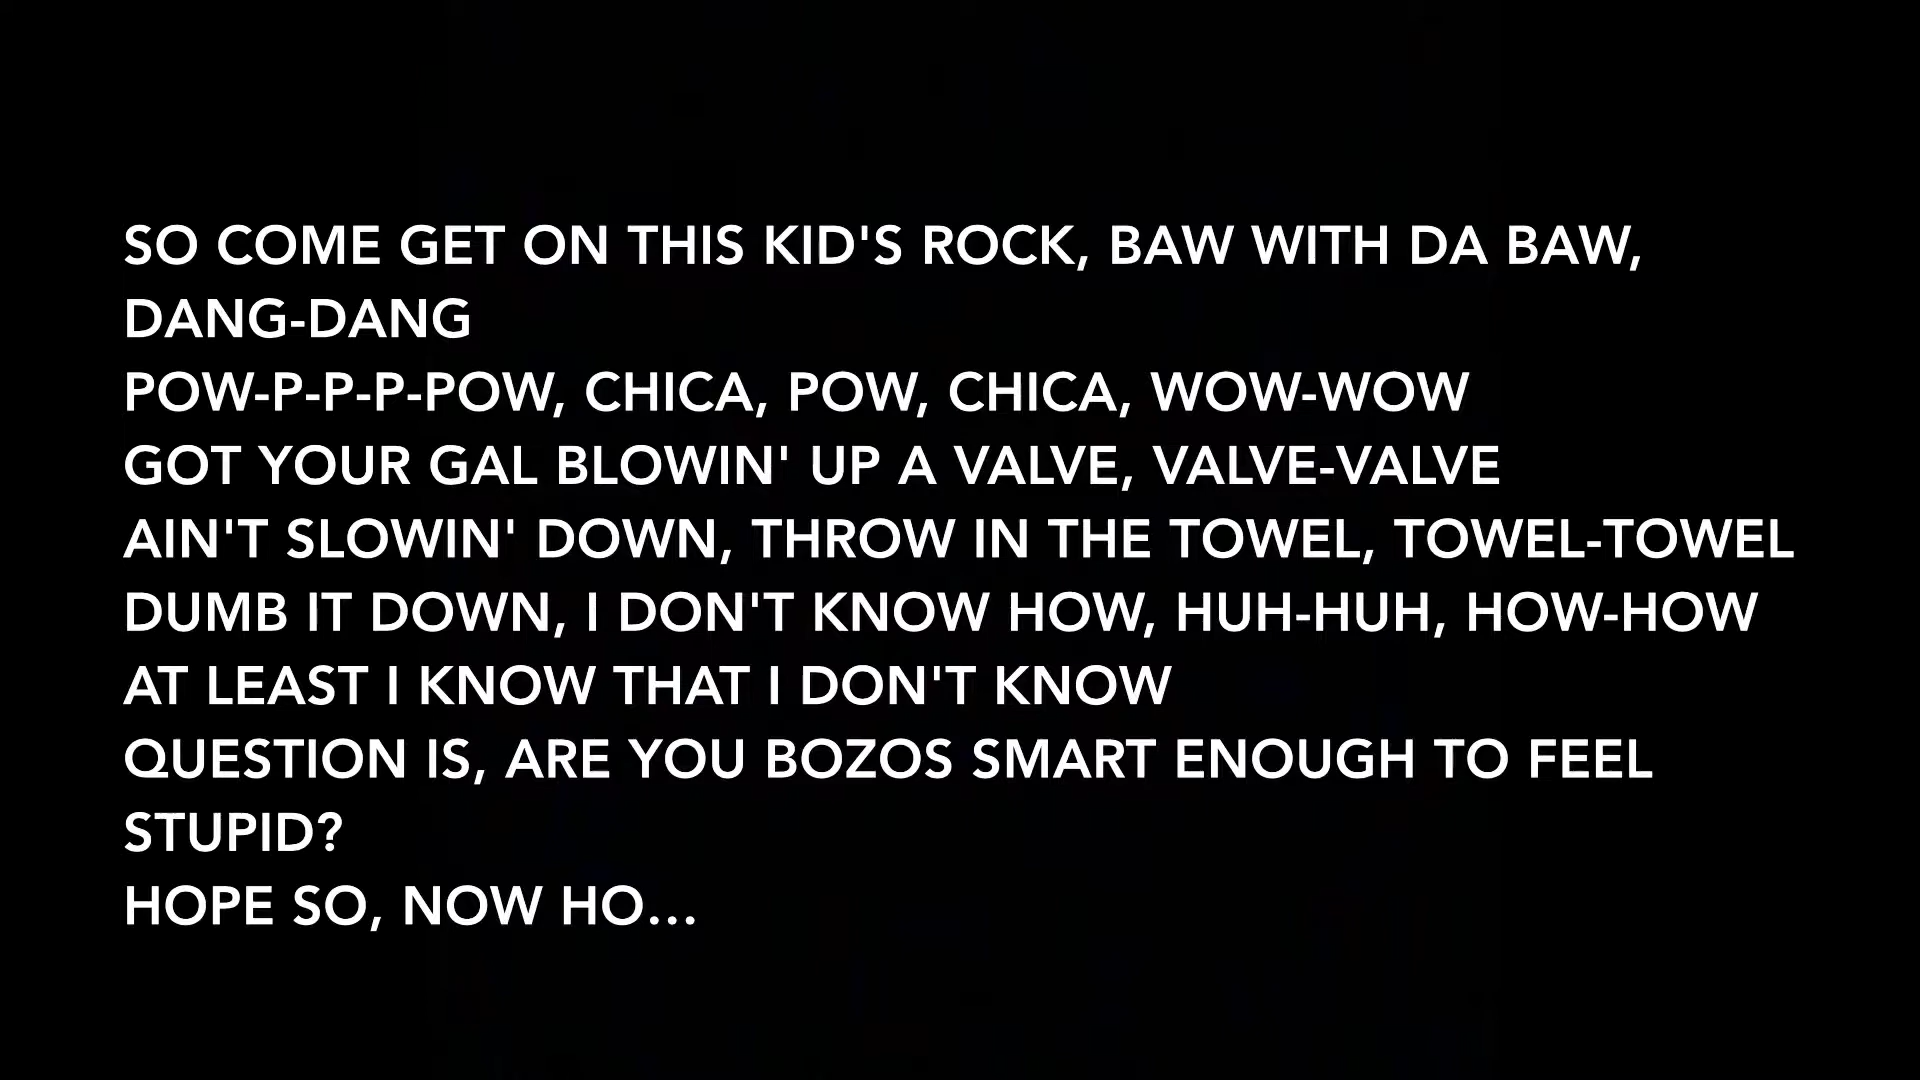 SO COME GET ON THIS KID'S ROCK, BAW WITH DA BAW,
DANG-DANG
POW-P-P-P-POW, CHICA, POW, CHICA, WOW-WOW
GOT YOUR GAL BLOWIN' UP A VALVE, VALVE-VALVE
AIN'T SLOWIN' DOWN, THROW IN THE TOWEL, TOWEL-TOWEL
DUMB IT DOWN, I DON'T KNOW HOW, HUH-HUH, HOW-HOW
AT LEAST I KNOW THAT I DON'T KNOW
QUESTION IS, ARE YOU BOZOS SMART ENOUGH TO FEEL
STUPID?
HOPE SO, NOW HO…